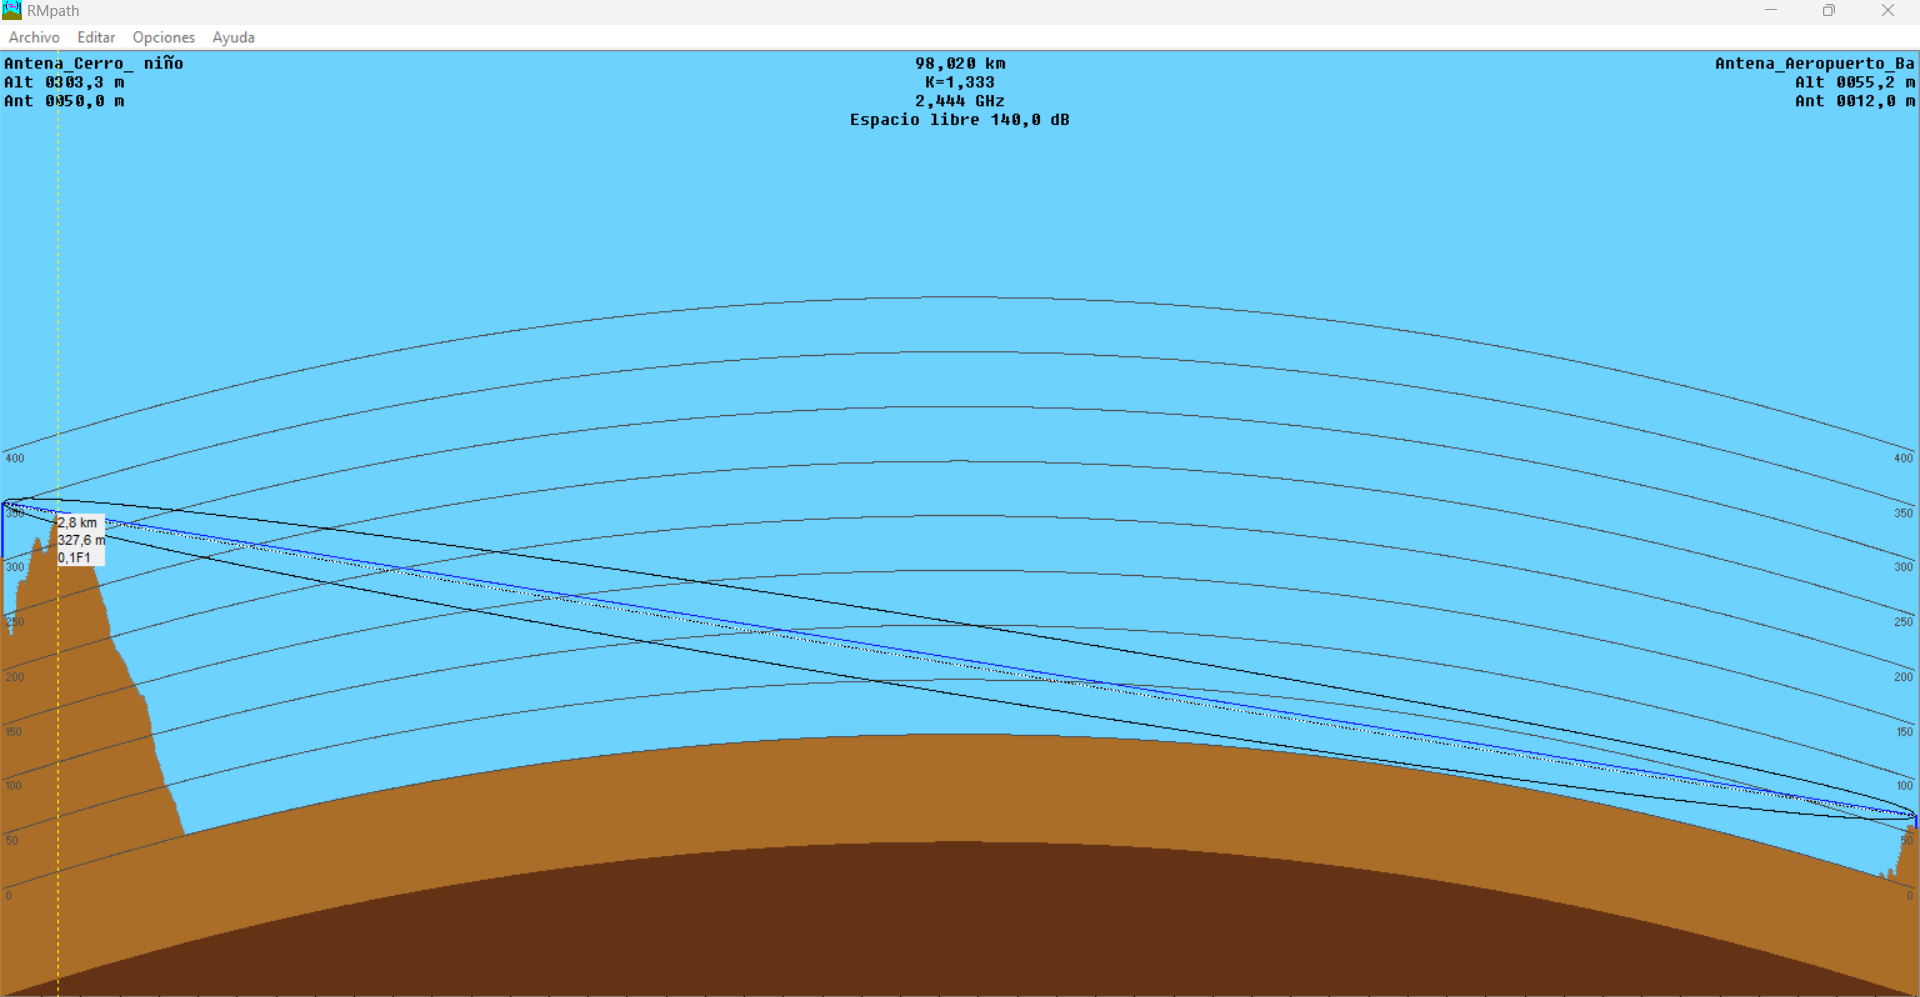 RMpath
Archivo Editar Opciones Ayuda
Antena_Cerro_ niño
Alt 0303,3 m
Ant 0050,0 m
98,020 km
K=1,333
2,444 GHz
Espacio libre 140,0 dB
Antena_Aeropuerto_Ba
Alt 0055,2 m
Ant 0012,0 m
400
350
300
250
200
150
100
50
0
2,8 km
327,6 m
0,1F1
400
350
300
250
200
150
100
50
0